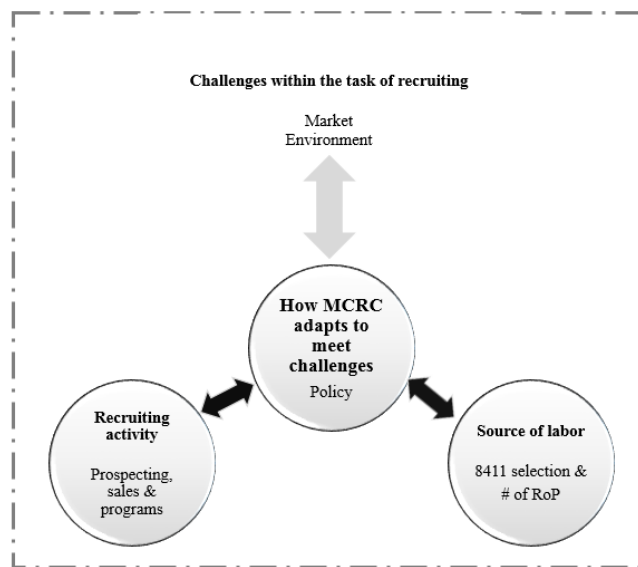 Challenges within the task of recruiting
Market
Environment
How MCRC
adapts to
meet
challenges
Policy
Recruiting
activity
Prospecting,
sales &
programs
Source of labor
8411 selection &
# of RoP